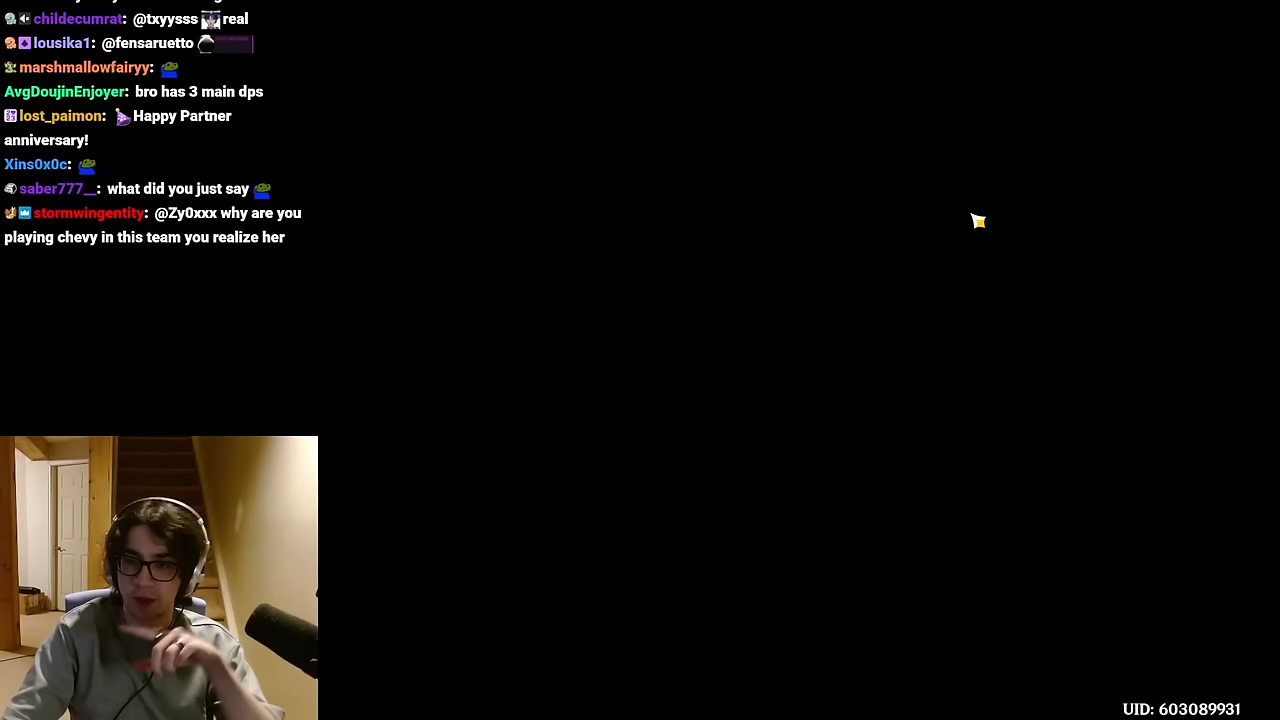 childecumrat: @txyysss real
lousika1: @fensaruetto
marshmallowfairyy:
AvgDoujinEnjoyer: bro has 3 main dps
lost_paimon: Happy Partner
anniversary!
Xins0x0c:
saber777__: what did you just say
stormwingentity: @Zy0xxx why are you
playing chevy in this team you realize her
UID: 603089931